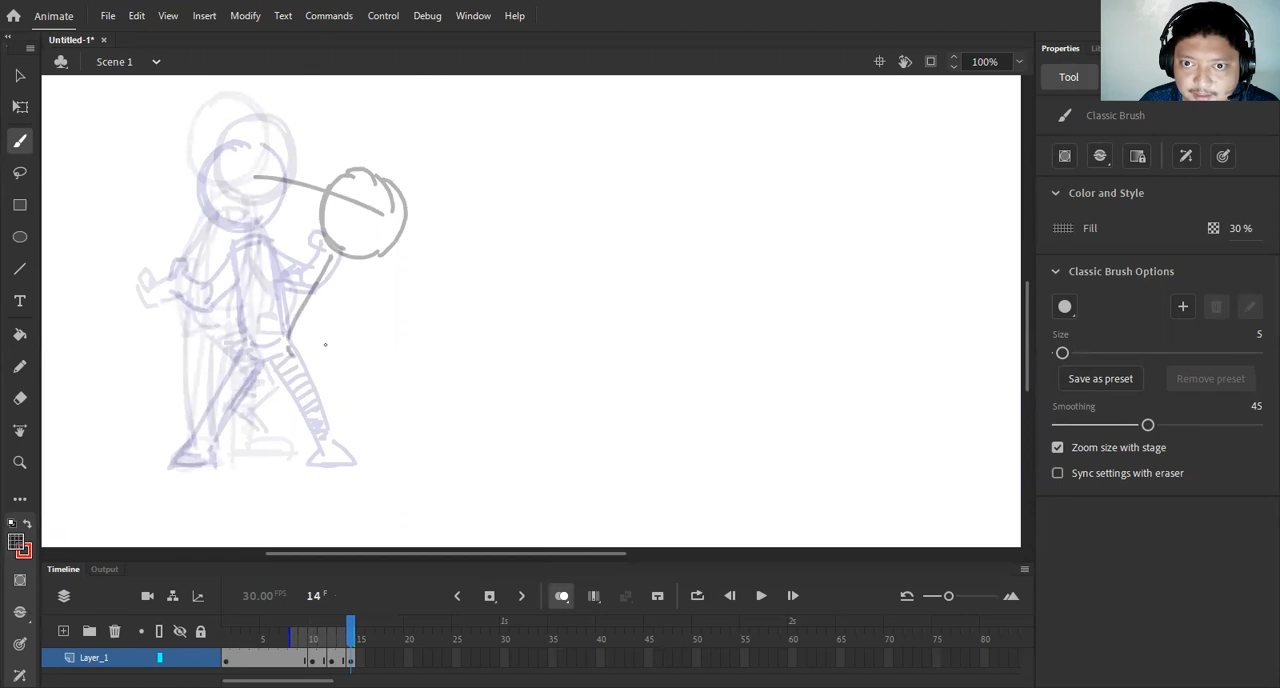 Animate File Edit View Insert Modify Text Commands Control Debug Window Help
Untitled-1* ×
Scene 1 100%
Properties
Tool
Classic Brush
Color and Style
Fill 30 %
Classic Brush Options
Size 5
Save as preset Remove preset
Smoothing 45
Zoom size with stage
Sync settings with eraser
Timeline Output
30.00 FPS 14 F
1s 2s
5 10 15 20 25 30 35 40 45 50 55 60 65 70 75 80
Layer_1